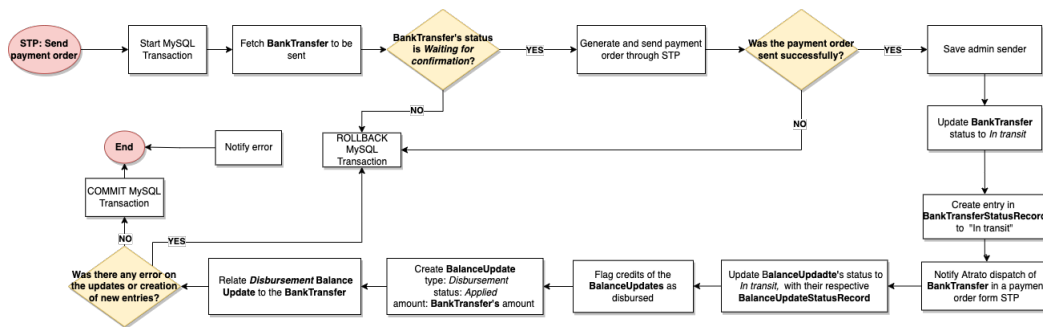 STP: Send
payment order
Start MySQL
Transaction
Fetch BankTransfer to be
sent
BankTransfer's status
is Waiting for
confirmation?
YES
Generate and send payment
order through STP
Was the payment order
sent successfully?
YES
Save admin sender
NO
NO
Update BankTransfer
status to In transit
End
Notify error
ROLLBACK
MySQL
Transaction
COMMIT MySQL
Transaction
Create entry in
BankTransferStatusRecord
to "In transit"
NO
YES
Was there any error on
the updates or creation
of new entries?
Relate Disbursement Balance
Update to the BankTransfer
Create BalanceUpdate
type: Disbursement
status: Applied
amount: BankTransfer's amount
Flag credits of the
BalanceUpdates as
disbursed
Update BalanceUpdadte's status to
In transit, with their respective
BalanceUpdateStatusRecord
Notify Atrato dispatch of
BankTransfer in a payment
order form STP